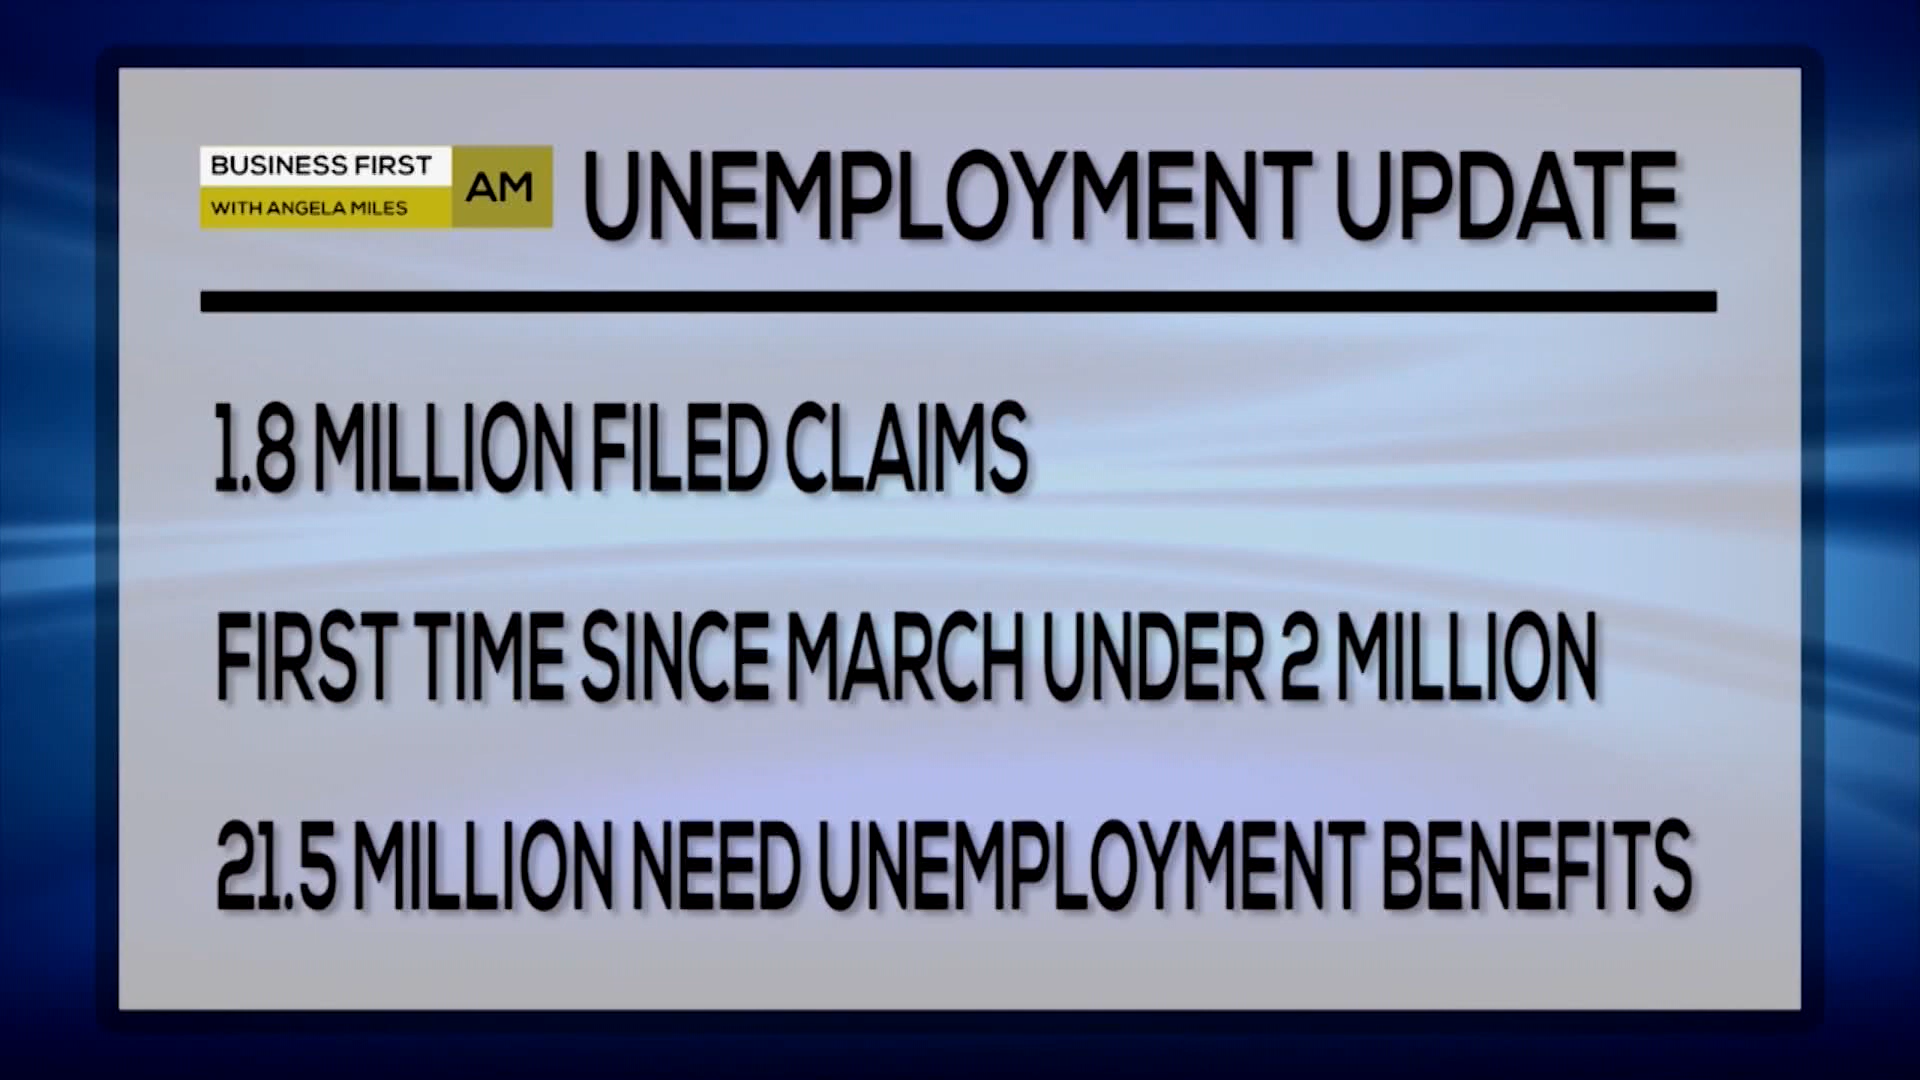 BUSINESS FIRST
WITH ANGELA MILES
AM
UNEMPLOYMENT UPDATE
1.8 MILLION FILED CLAIMS
FIRST TIME SINCE MARCH UNDER 2 MILLION
21.5 MILLION NEED UNEMPLOYMENT BENEFITS